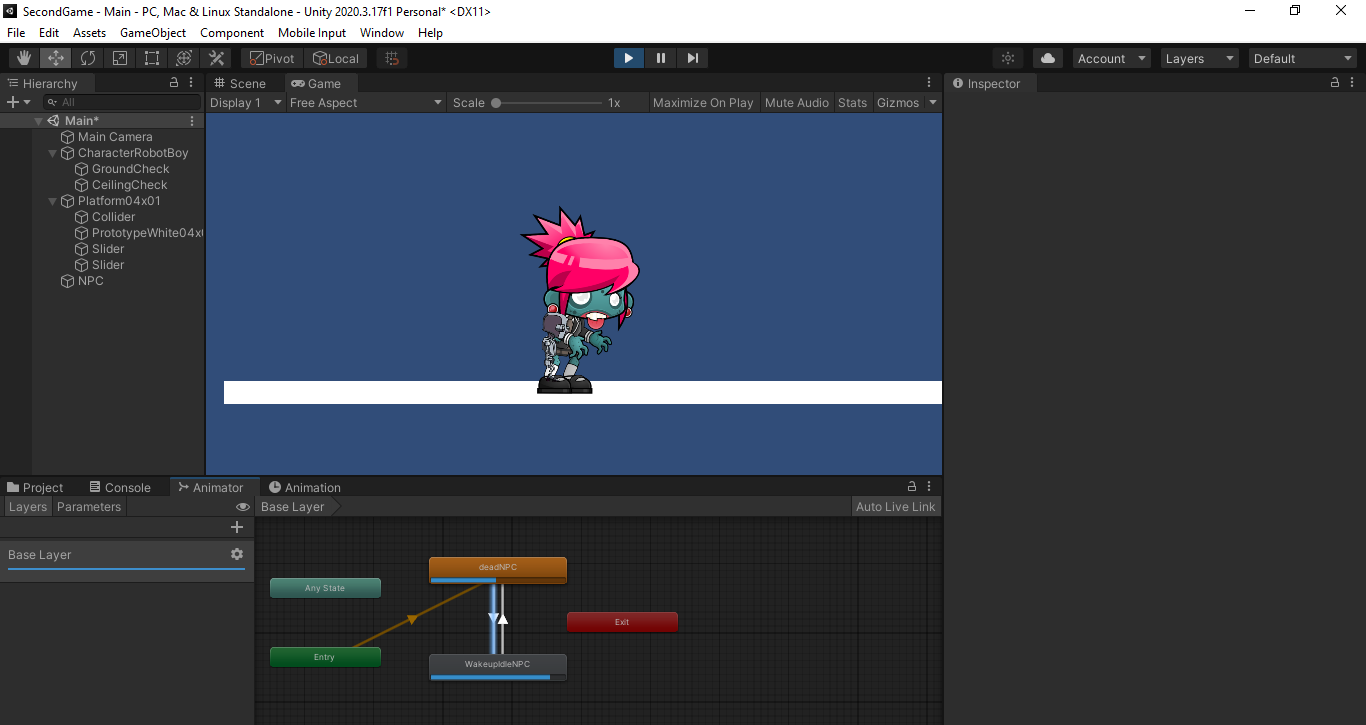 SecondGame - Main - PC, Mac & Linux Standalone - Unity 2020.3.17f1 Personal* <DX11>
File Edit Assets GameObject Component Mobile Input Window Help
Pivot Local Account Layers Default
Hierarchy Scene Game Inspector
All Display 1 Free Aspect Scale 1x Maximize On Play Mute Audio Stats Gizmos
Main*
Main Camera
CharacterRobotBoy
GroundCheck
CeilingCheck
Platform04x01
Collider
PrototypeWhite04x
Slider
Slider
NPC
Project Console Animator Animation
Layers Parameters Base Layer Auto Live Link
Base Layer
deadNPC
Any State
Exit
Entry
WakeupIdleNPC